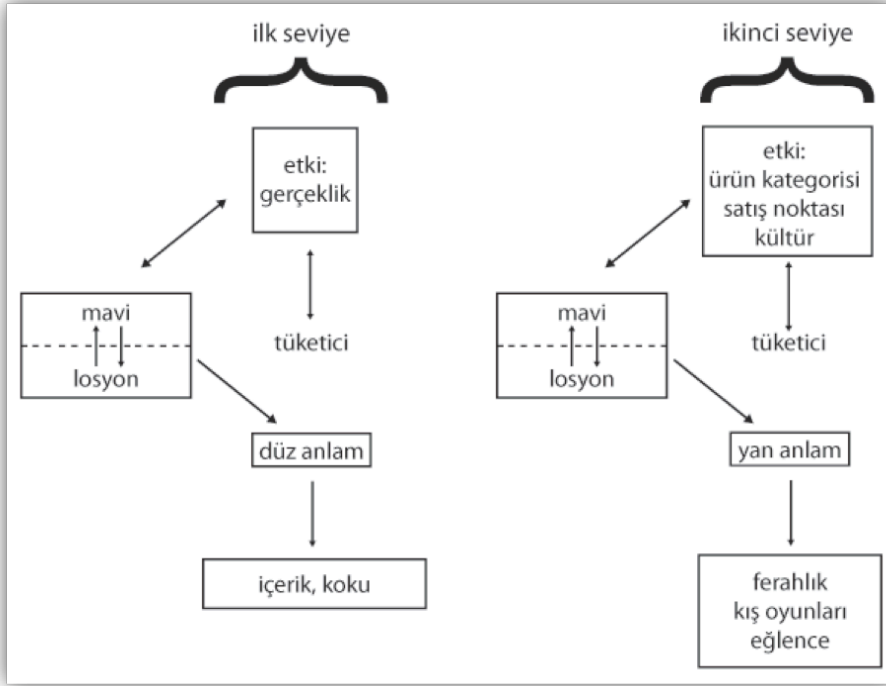 ilk seviye
etki:
gerçeklik
mavi
losyon
tüketici
düz anlam
içerik, koku
ikinci seviye
etki:
ürün kategorisi
satış noktası
kültür
mavi
losyon
tüketici
yan anlam
ferahlık
kış oyunları
eğlence